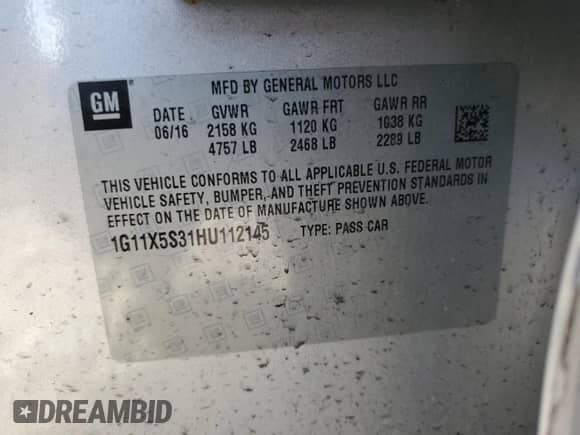 GM
MFD BY GENERAL MOTORS LLC
DATE GVWR GAWR FRT GAWR RR
06/16 2158 KG 1120 KG 1038 KG
4757 LB 2468 LB 2289 LB
THIS VEHICLE CONFORMS TO ALL APPLICABLE U.S. FEDERAL MOTOR
VEHICLE SAFETY, BUMPER, AND THEFT PREVENTION STANDARDS IN
EFFECT ON THE DATE OF MANUFACTURE SHOWN ABOVE.
1G11X5S31HU112145 TYPE: PASS CAR
DREAMBID